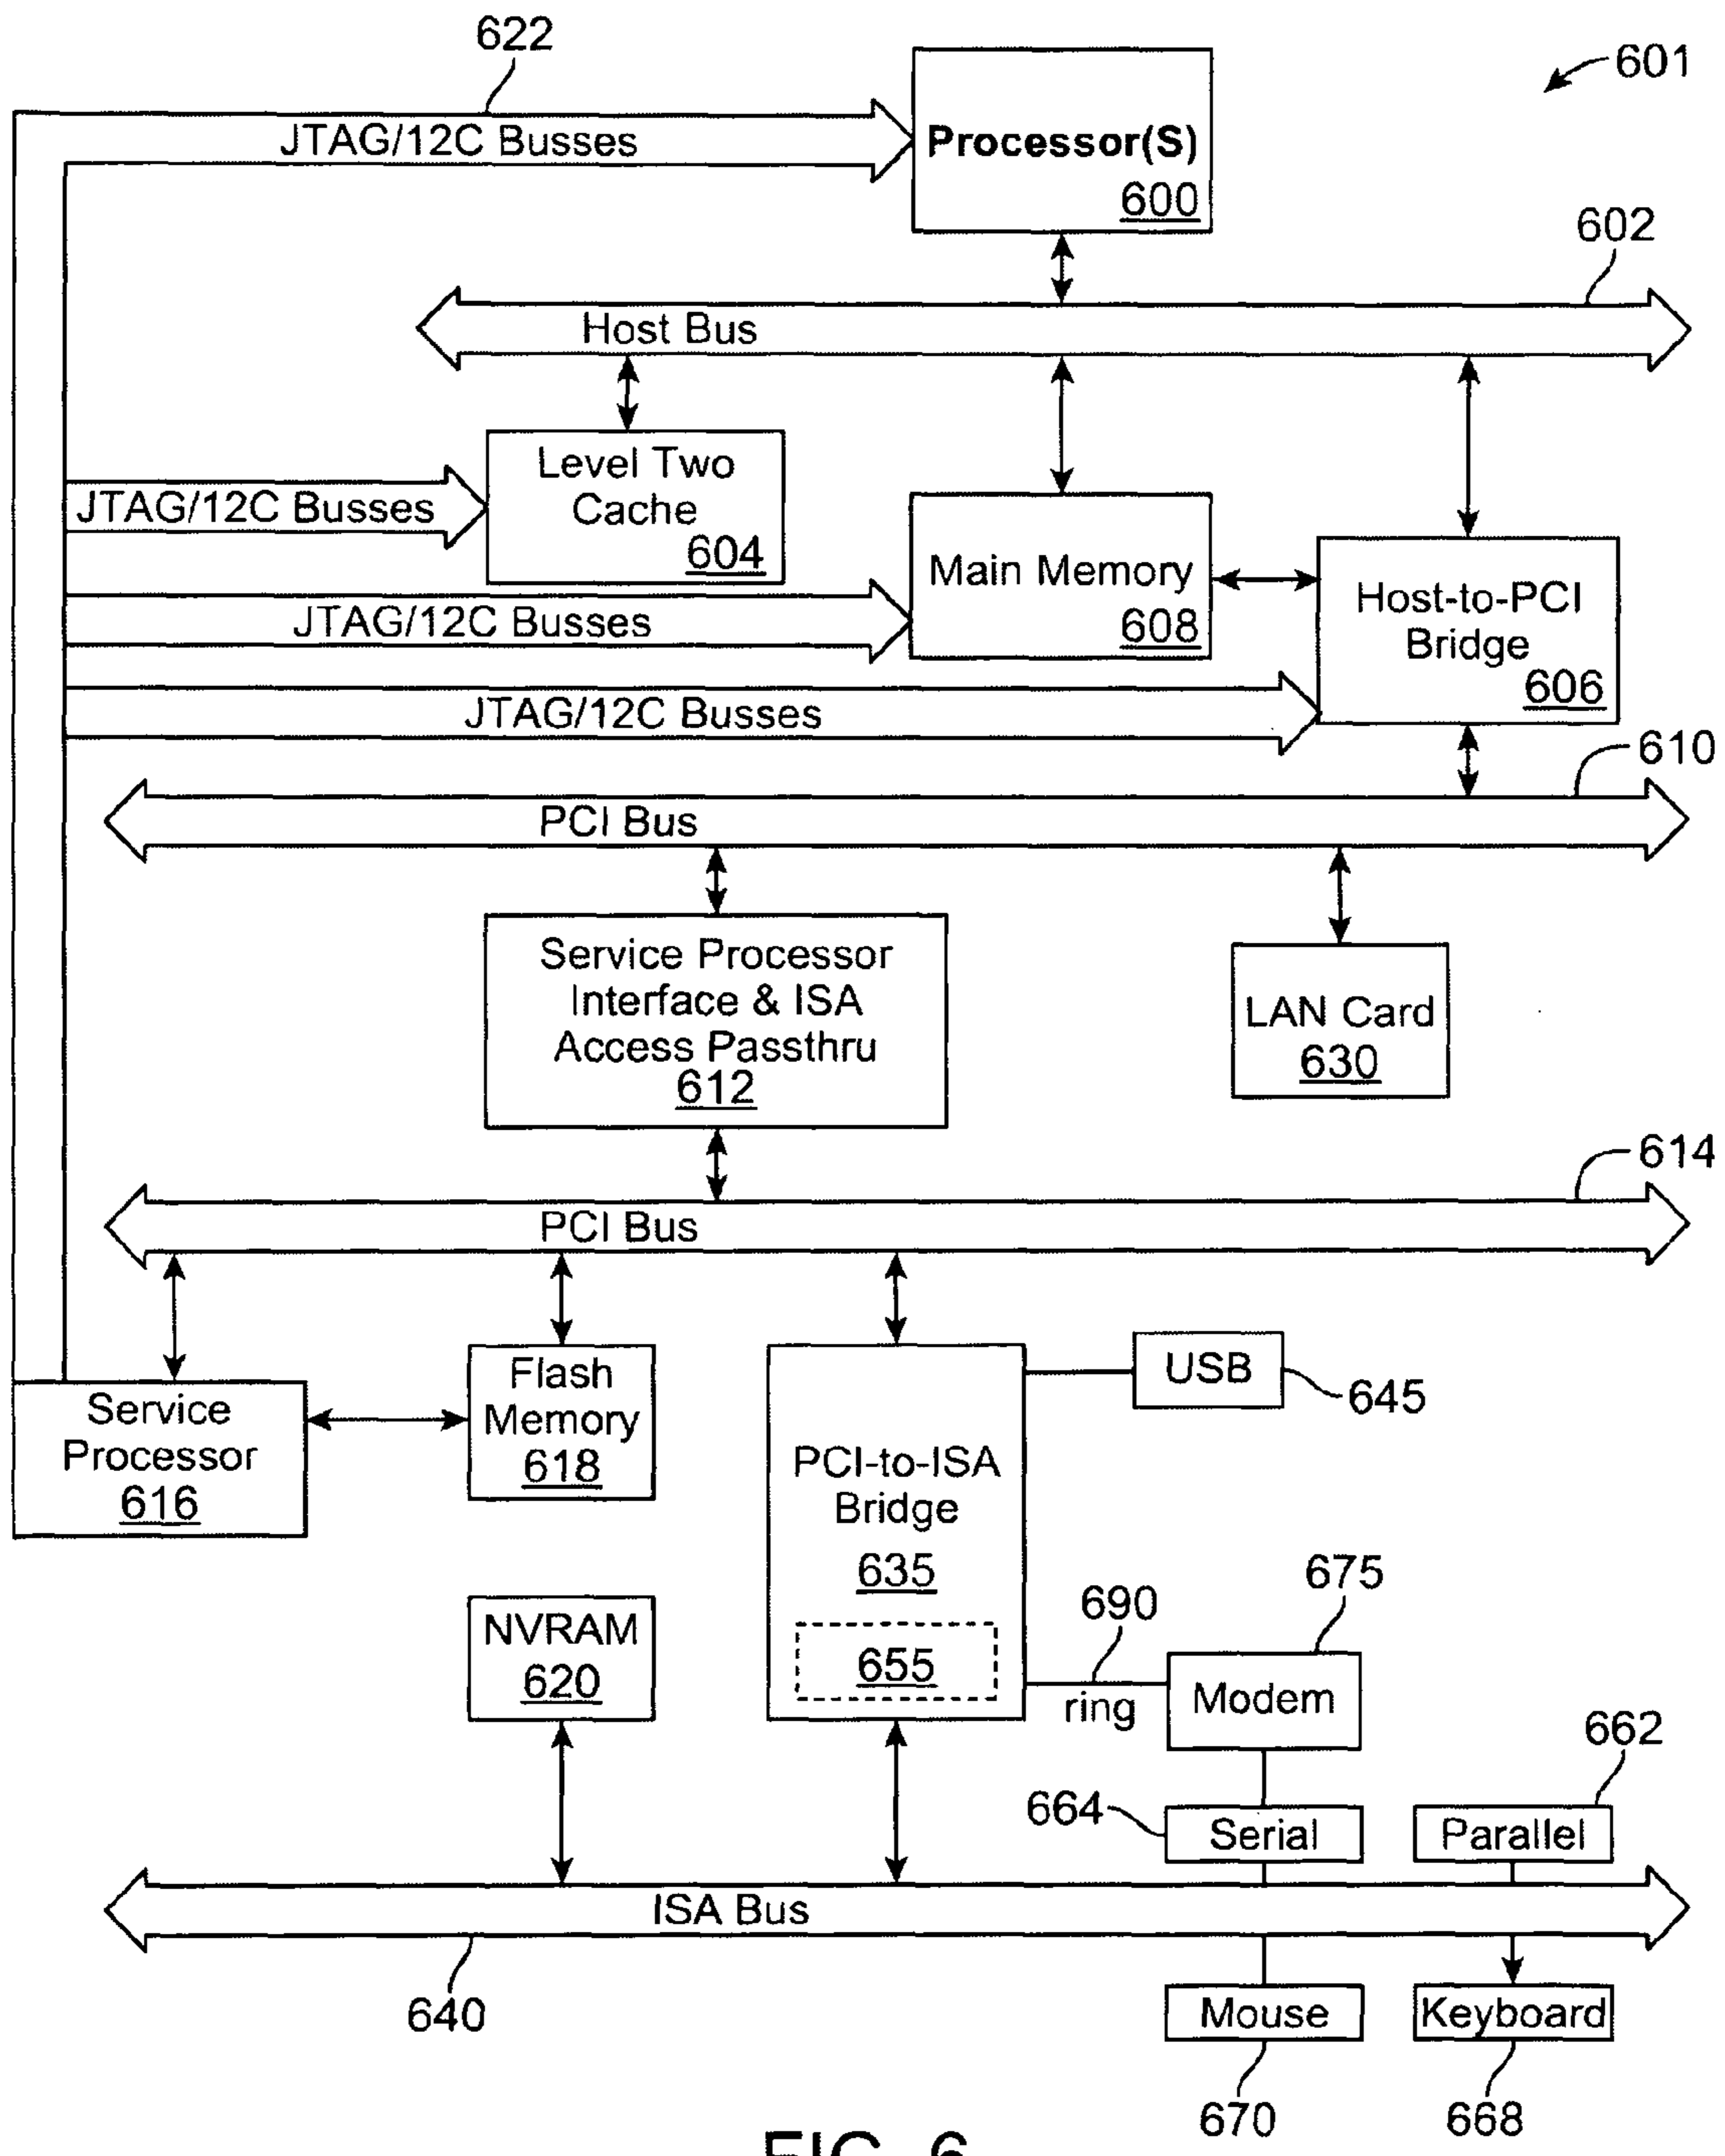 622
601
JTAG/12C Busses
Processor(S)
600
602
Host Bus
Level Two
Cache
604
JTAG/12C Busses
Main Memory
608
Host-to-PCI
Bridge
606
JTAG/12C Busses
JTAG/12C Busses
610
PCI Bus
Service Processor
Interface & ISA
Access Passthru
612
LAN Card
630
614
PCI Bus
Service
Processor
616
Flash
Memory
618
USB
645
PCI-to-ISA
Bridge
635
655
NVRAM
620
690
ring
675
Modem
662
664
Serial
Parallel
ISA Bus
640
Mouse
Keyboard
670
668
FIG. 6